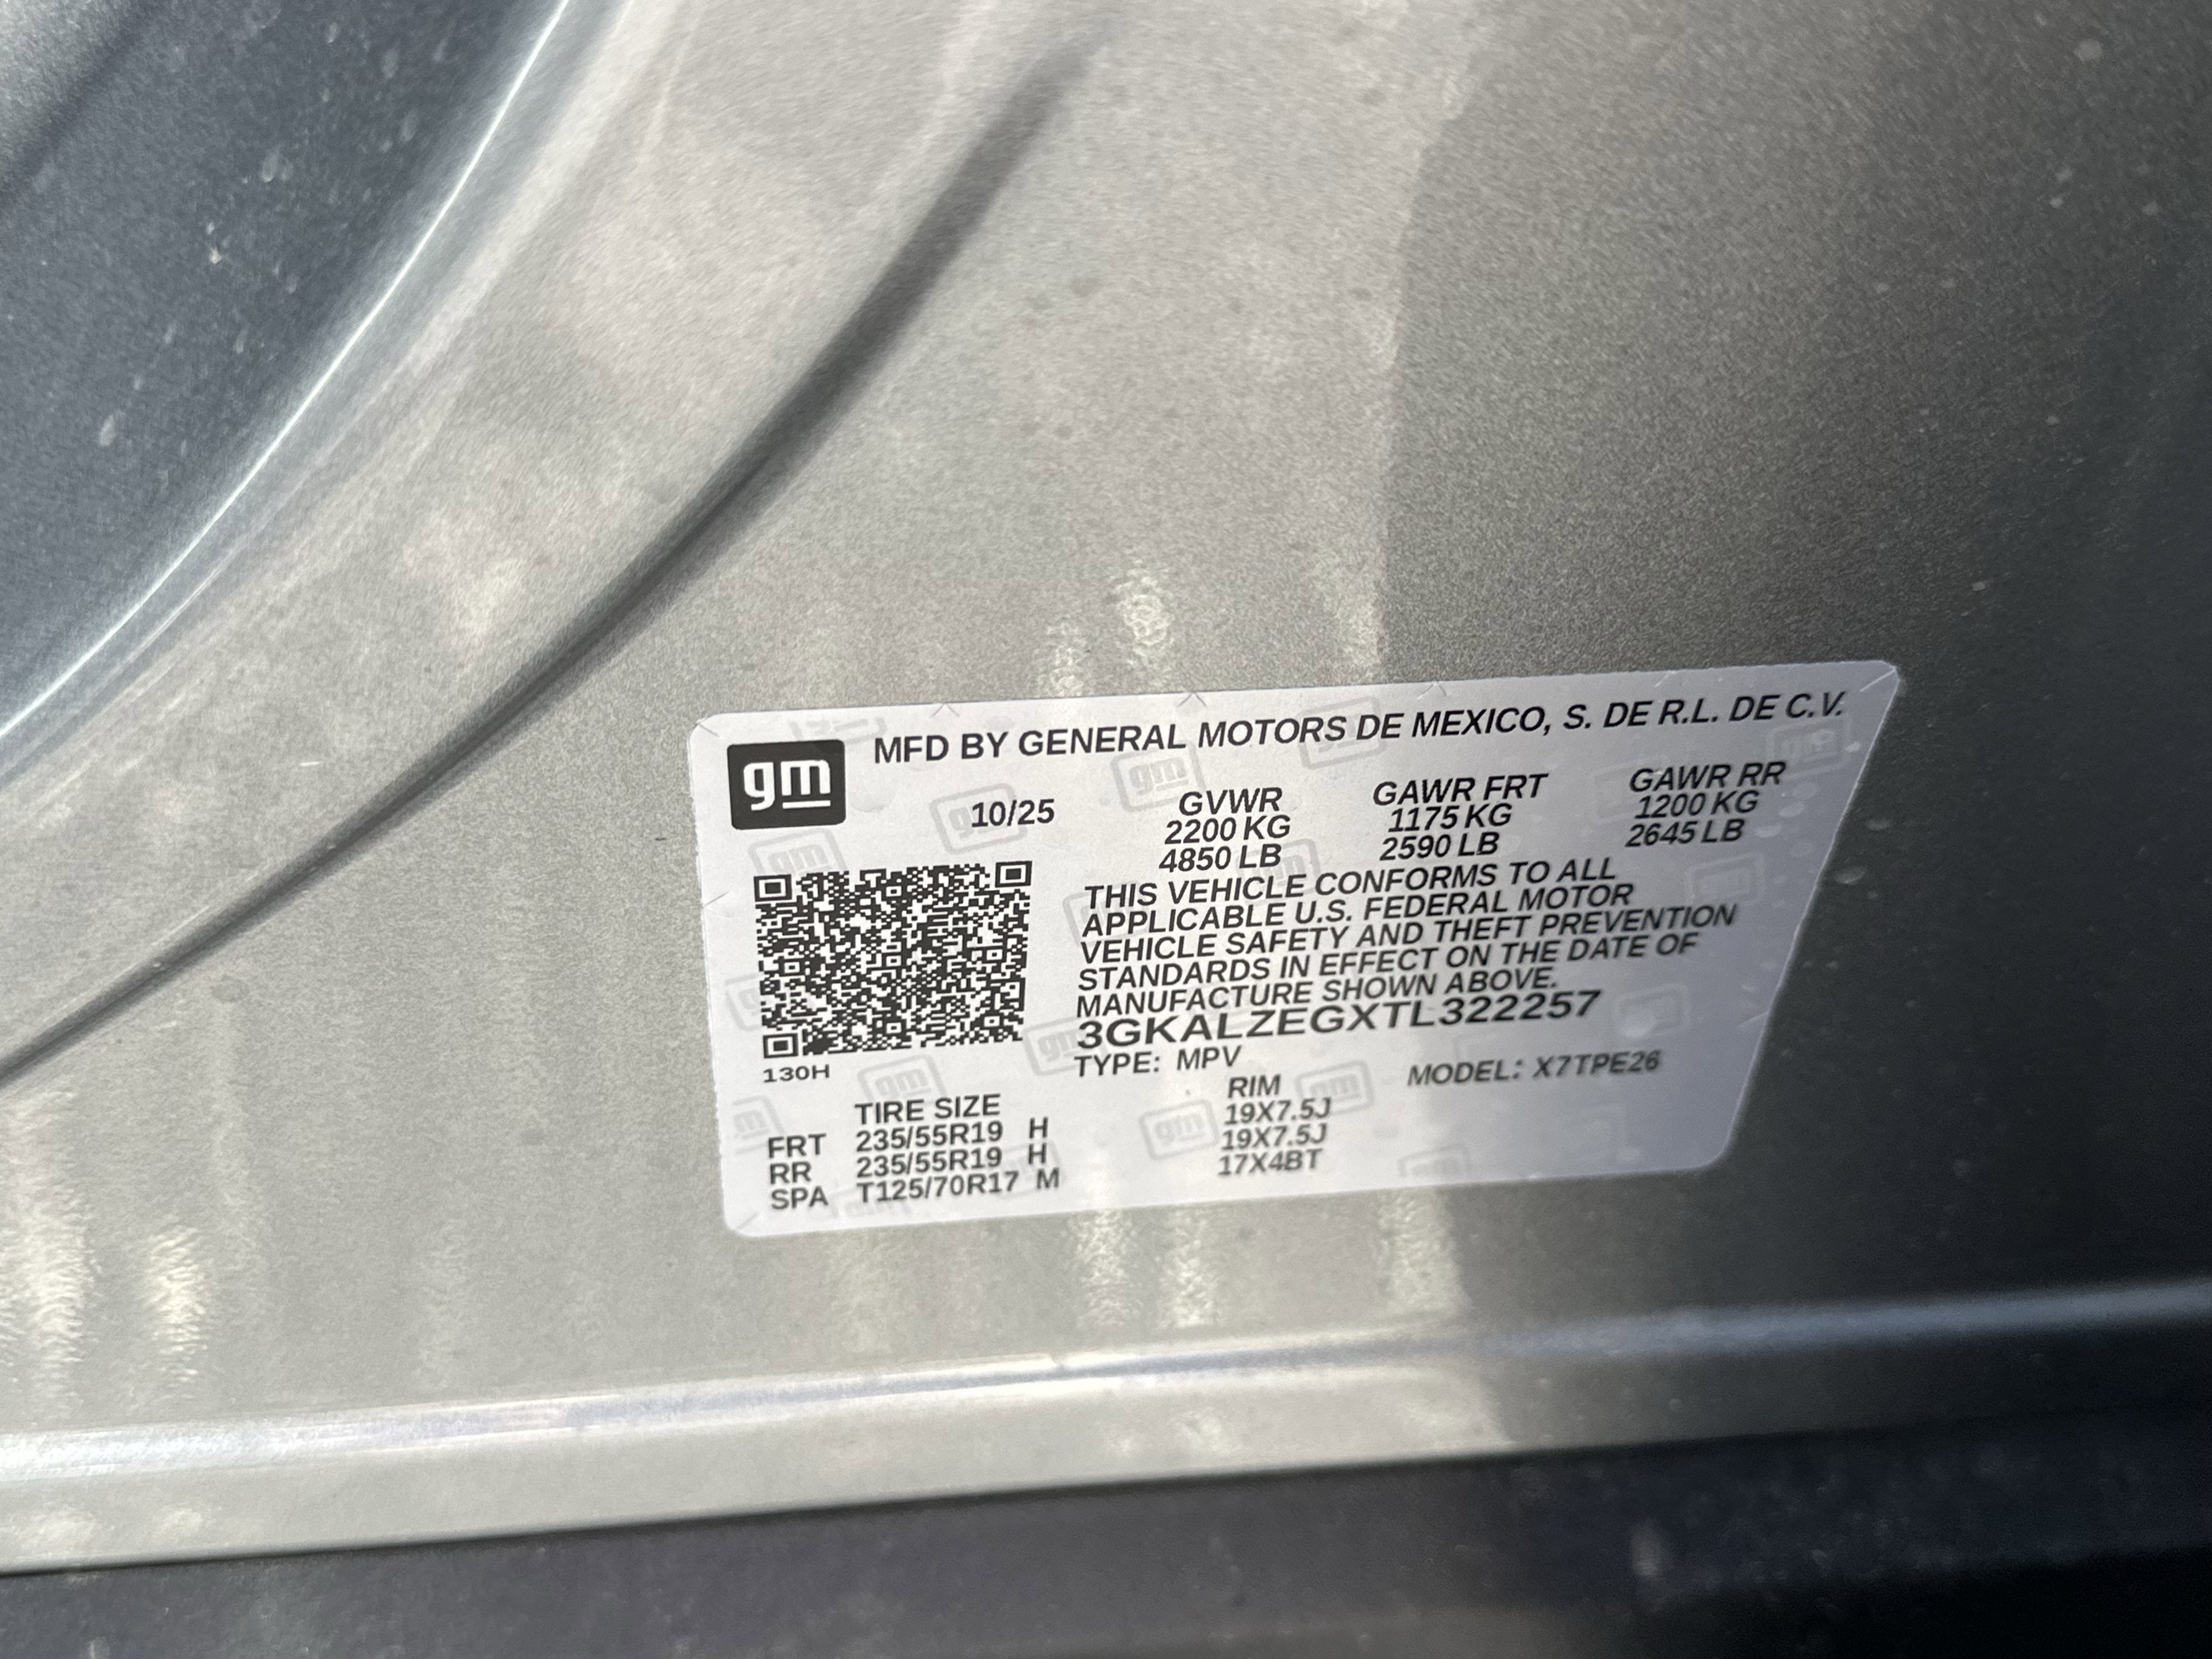 gm
MFD BY GENERAL MOTORS DE MEXICO, S. DE R.L. DE C.V.
10/25
GVWR GAWR FRT GAWR RR
2200 KG 1175 KG 1200 KG
4850 LB 2590 LB 2645 LB
THIS VEHICLE CONFORMS TO ALL
APPLICABLE U.S. FEDERAL MOTOR
VEHICLE SAFETY AND THEFT PREVENTION
STANDARDS IN EFFECT ON THE DATE OF
MANUFACTURE SHOWN ABOVE.
3GKALZEGXTL322257
TYPE: MPV MODEL: X7TPE26
130H
TIRE SIZE RIM
FRT 235/55R19 H 19X7.5J
RR 235/55R19 H 19X7.5J
SPA T125/70R17 M 17X4BT